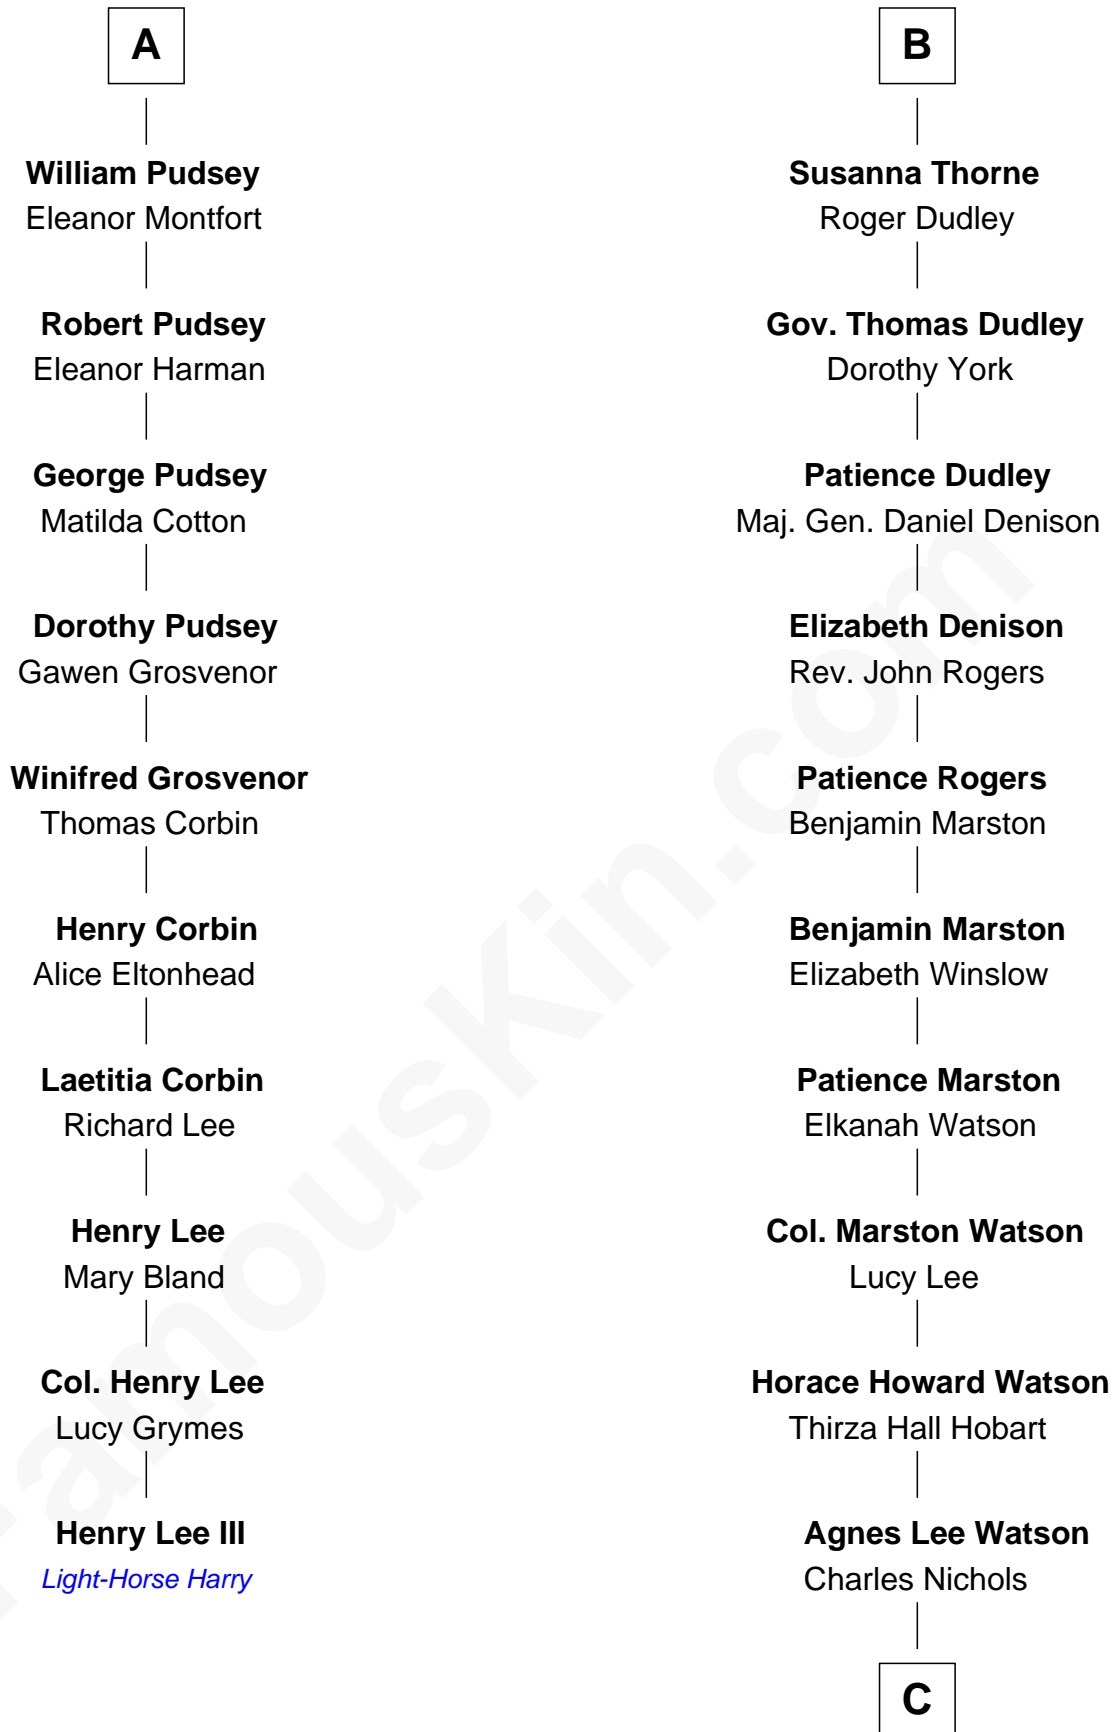 A
William Pudsey
Eleanor Montfort
Robert Pudsey
Eleanor Harman
George Pudsey
Matilda Cotton
Dorothy Pudsey
Gawen Grosvenor
Winifred Grosvenor
Thomas Corbin
Henry Corbin
Alice Eltonhead
Laetitia Corbin
Richard Lee
Henry Lee
Mary Bland
Col. Henry Lee
Lucy Grymes
Henry Lee III
Light-Horse Harry
B
Susanna Thorne
Roger Dudley
Gov. Thomas Dudley
Dorothy York
Patience Dudley
Maj. Gen. Daniel Denison
Elizabeth Denison
Rev. John Rogers
Patience Rogers
Benjamin Marston
Benjamin Marston
Elizabeth Winslow
Patience Marston
Elkanah Watson
Col. Marston Watson
Lucy Lee
Horace Howard Watson
Thirza Hall Hobart
Agnes Lee Watson
Charles Nichols
C
FamousKin.com